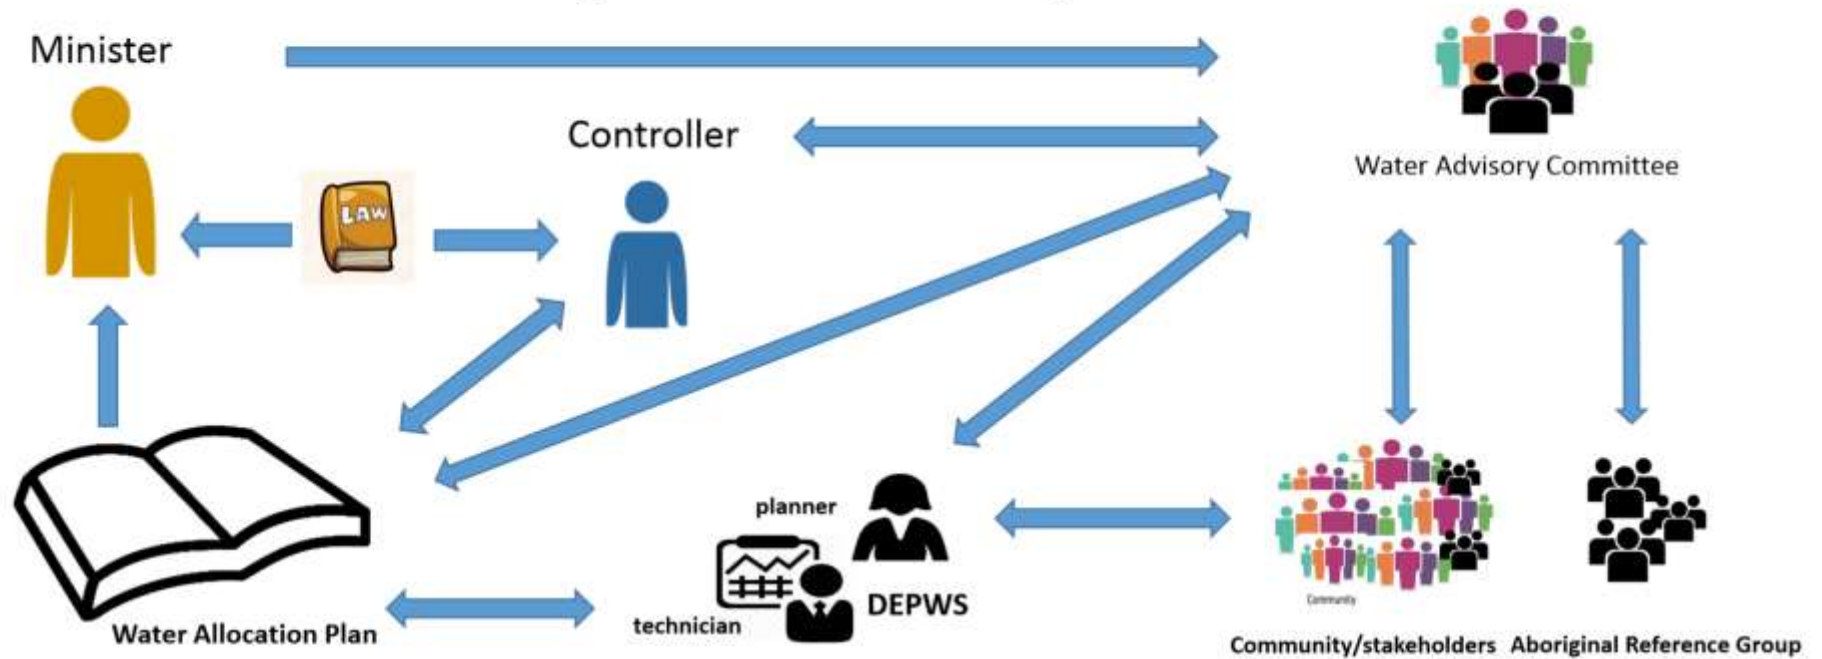 Minister
Controller
LAW
Water Advisory Committee
planner
DEPWS
technician
Water Allocation Plan
Community
Community/stakeholders
Aboriginal Reference Group